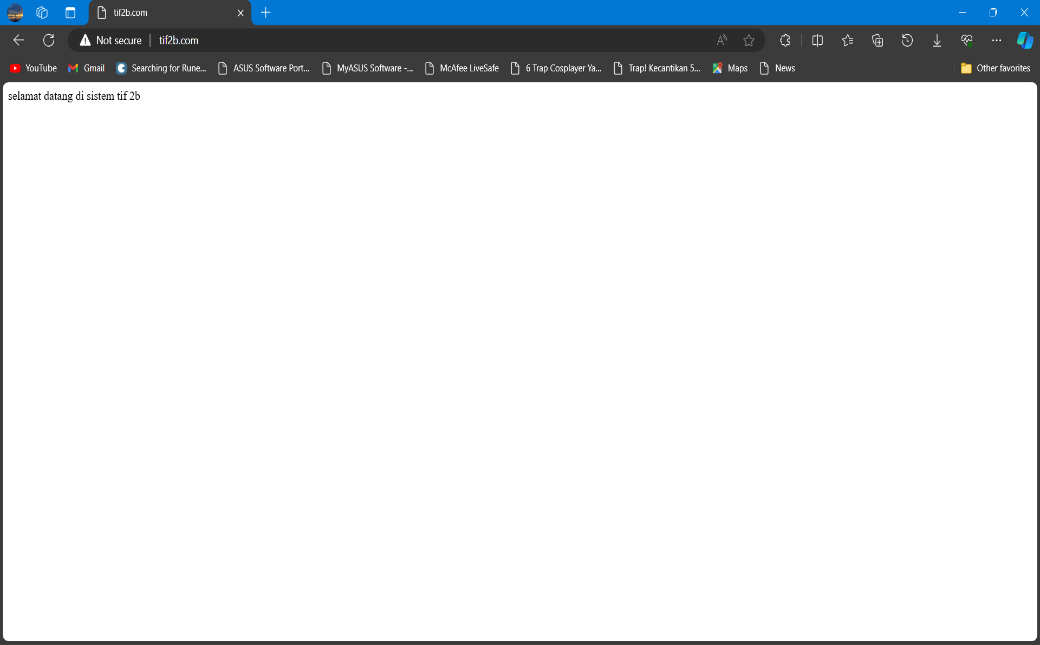 tif2b.com
Not secure | tif2b.com
YouTube Gmail Searching for Rune... ASUS Software Port... MyASUS Software -... McAfee LiveSafe 6 Trap Cosplayer Ya... Trap! Kecantikan 5... Maps News Other favorites
selamat datang di sistem tif 2b